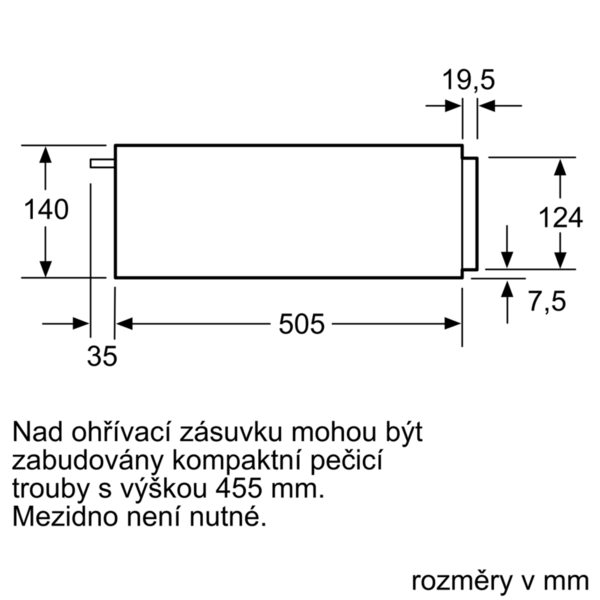 19,5
140
124
7,5
505
35
Nad ohřívací zásuvku mohou být
zabudovány kompaktní pečicí
trouby s výškou 455 mm.
Mezidno není nutné.
rozměry v mm